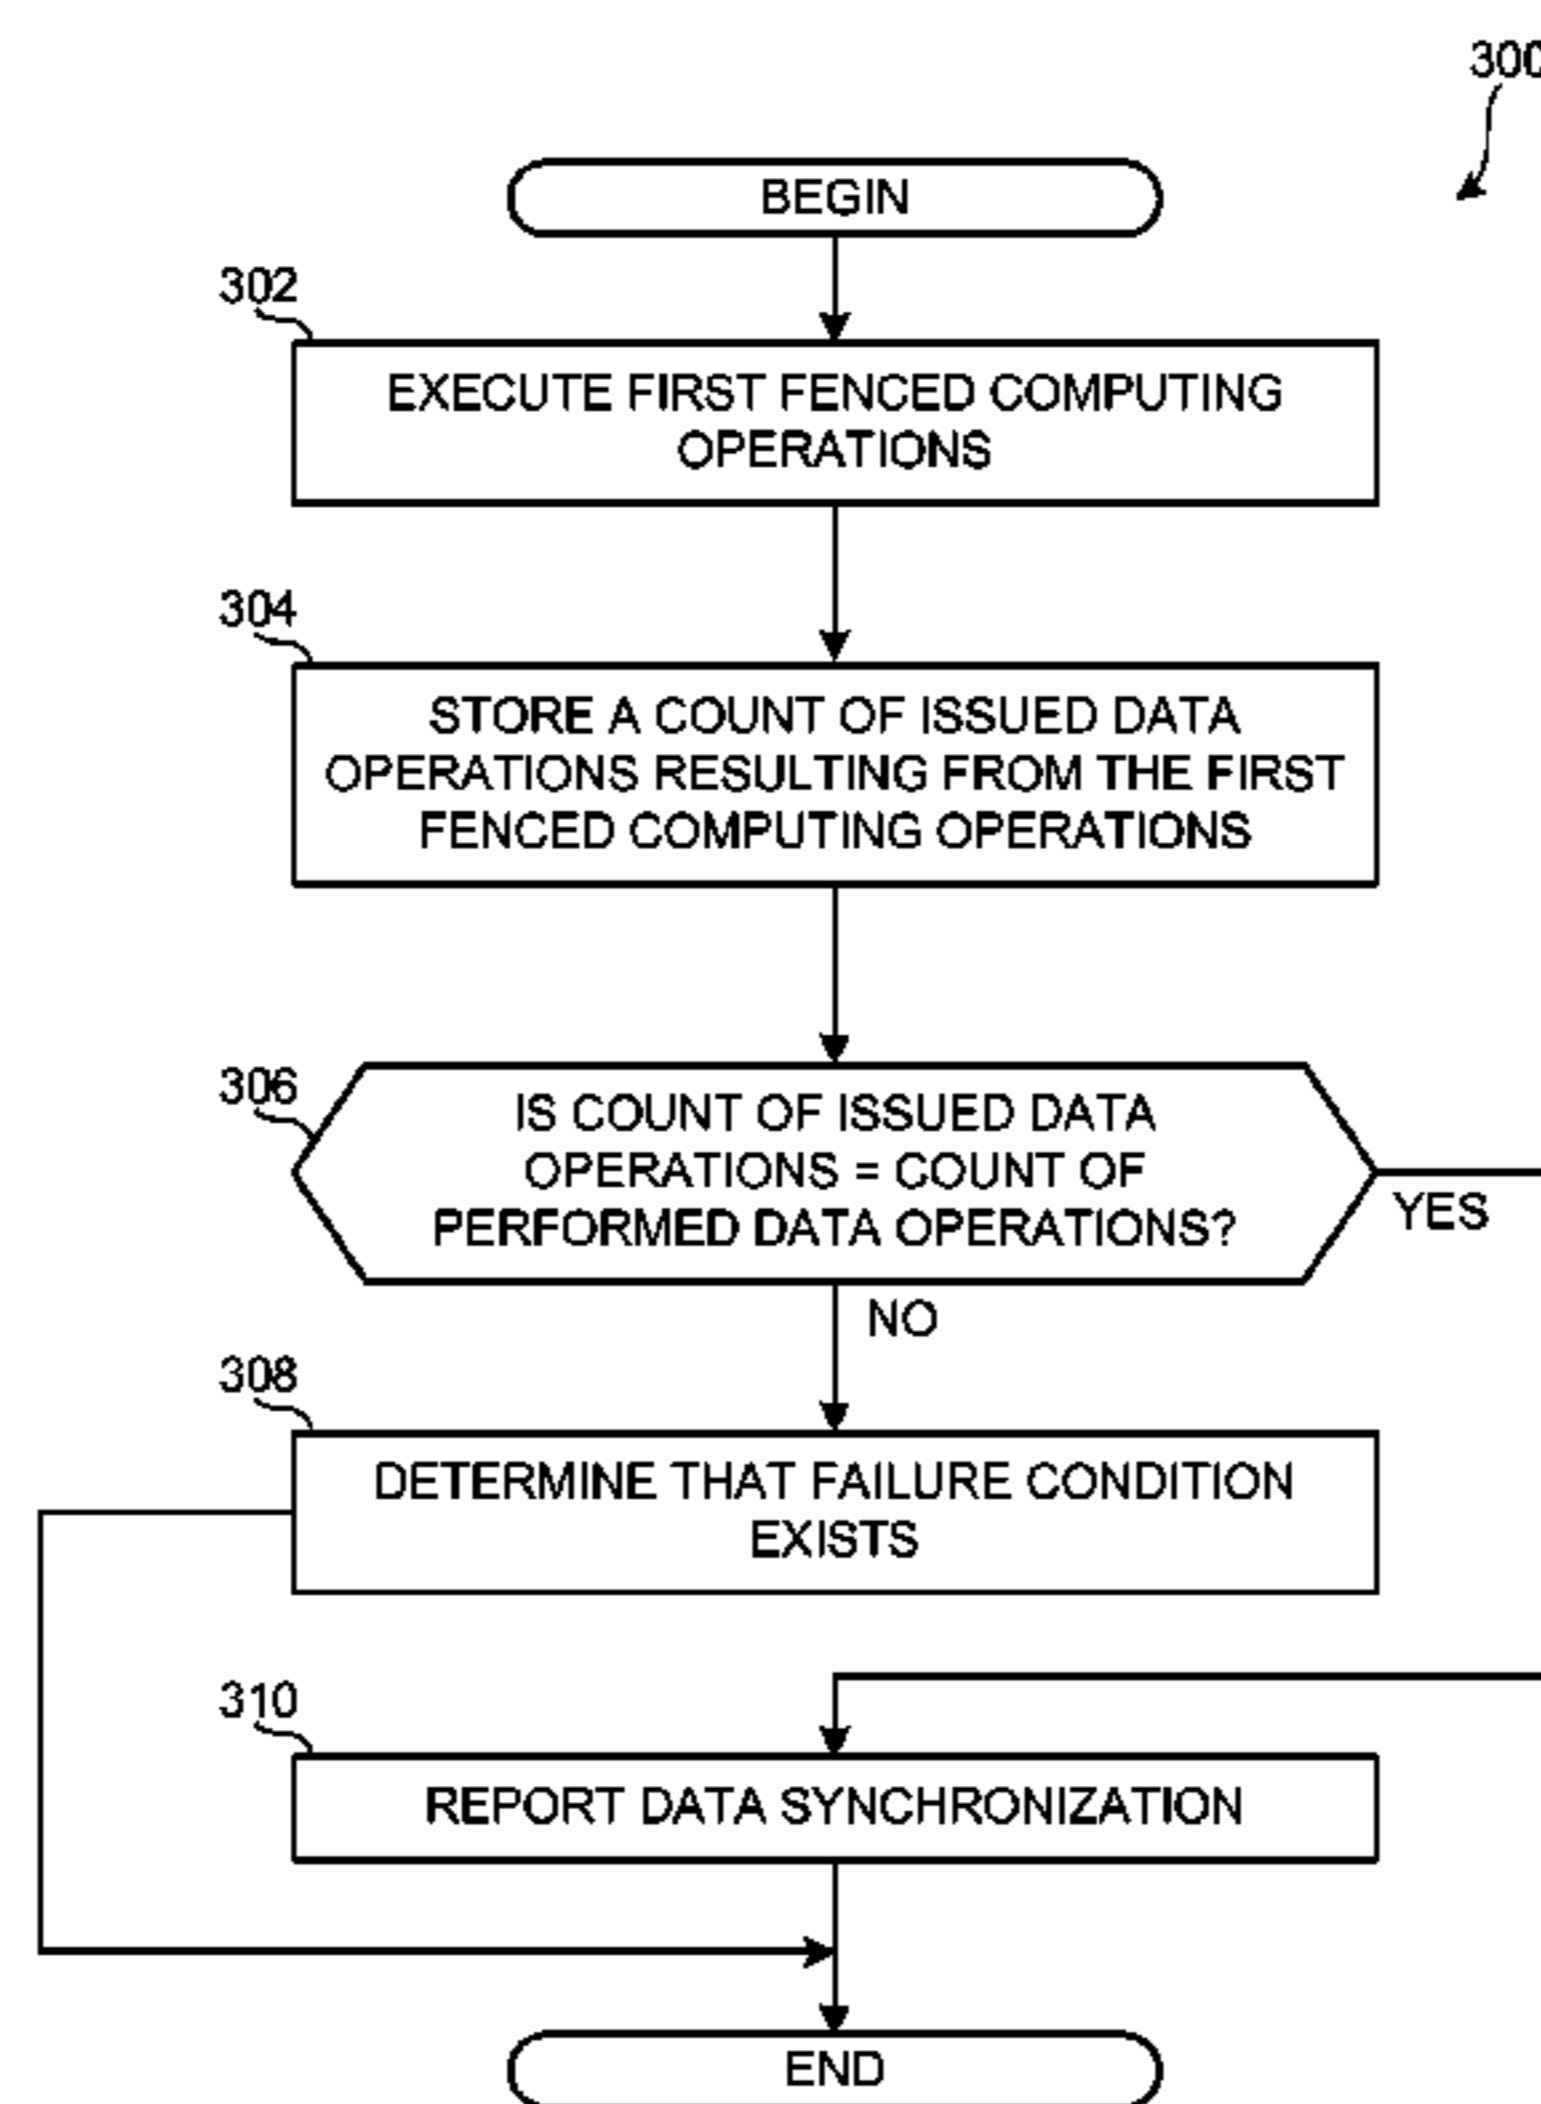 300
BEGIN
302
EXECUTE FIRST FENCED COMPUTING
OPERATIONS
304
STORE A COUNT OF ISSUED DATA
OPERATIONS RESULTING FROM THE FIRST
FENCED COMPUTING OPERATIONS
306
IS COUNT OF ISSUED DATA
OPERATIONS = COUNT OF
PERFORMED DATA OPERATIONS?
YES
NO
308
DETERMINE THAT FAILURE CONDITION
EXISTS
310
REPORT DATA SYNCHRONIZATION
END